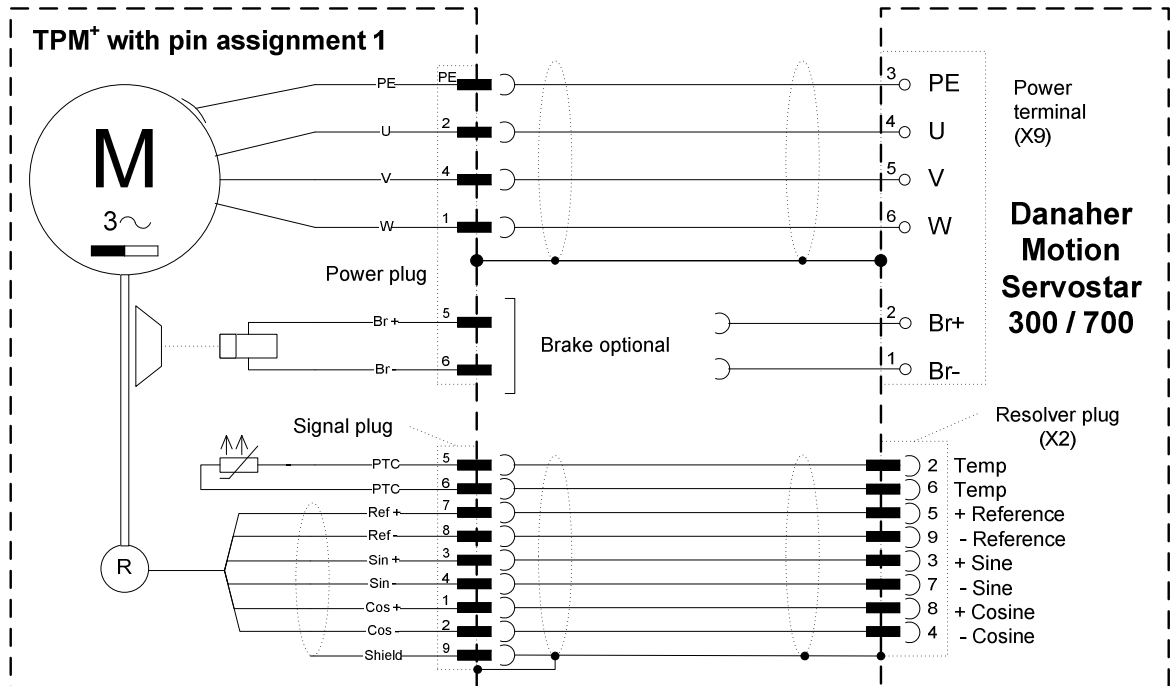 TPM+ with pin assignment 1
PE PE 3 PE
U 2 4 U
V 4 5 V
W 1 6 W
M
3~
Power plug
Power
terminal
(X9)
Danaher
Motion
Servostar
300 / 700
Br+ 5 2 Br+
Br- 6 1 Br-
Brake optional
Signal plug
Resolver plug
(X2)
PTC 5 2 Temp
PTC 6 6 Temp
Ref+ 7 5 + Reference
Ref- 8 9 - Reference
Sin+ 3 3 + Sine
Sin- 4 7 - Sine
Cos+ 1 8 + Cosine
Cos- 2 4 - Cosine
Shield 9
R